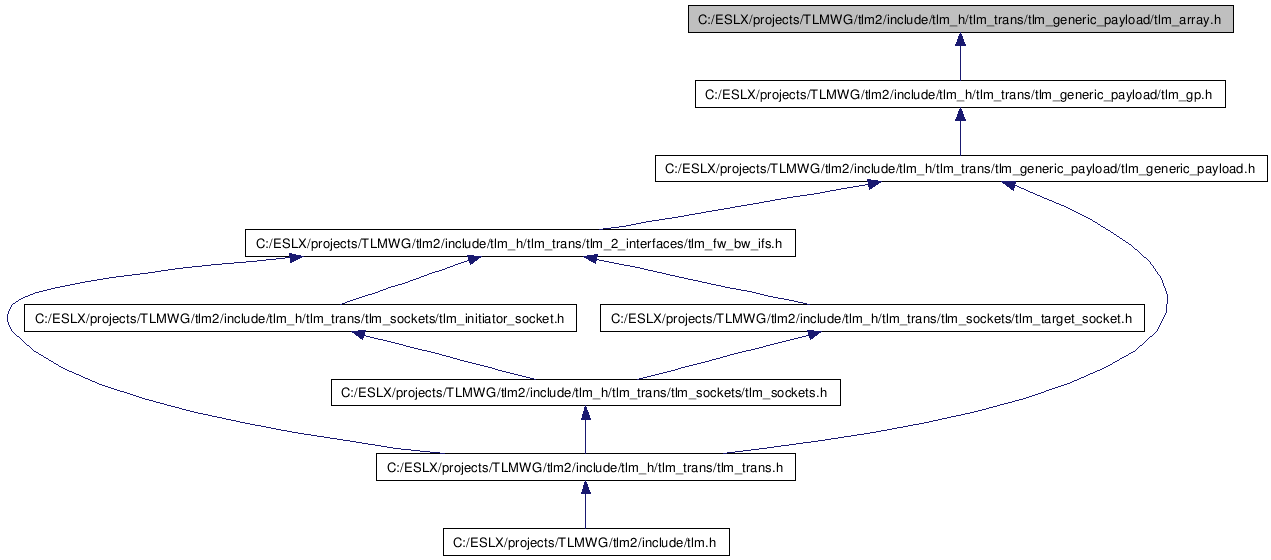 C:/ESLX/projects/TLMWG/tlm2/include/tlm_h/tlm_trans/tlm_generic_payload/tlm_array.h
C:/ESLX/projects/TLMWG/tlm2/include/tlm_h/tlm_trans/tlm_generic_payload/tlm_gp.h
C:/ESLX/projects/TLMWG/tlm2/include/tlm_h/tlm_trans/tlm_generic_payload/tlm_generic_payload.h
C:/ESLX/projects/TLMWG/tlm2/include/tlm_h/tlm_trans/tlm_2_interfaces/tlm_fw_bw_ifs.h
C:/ESLX/projects/TLMWG/tlm2/include/tlm_h/tlm_trans/tlm_sockets/tlm_initiator_socket.h
C:/ESLX/projects/TLMWG/tlm2/include/tlm_h/tlm_trans/tlm_sockets/tlm_target_socket.h
C:/ESLX/projects/TLMWG/tlm2/include/tlm_h/tlm_trans/tlm_sockets/tlm_sockets.h
C:/ESLX/projects/TLMWG/tlm2/include/tlm_h/tlm_trans/tlm_trans.h
C:/ESLX/projects/TLMWG/tlm2/include/tlm.h